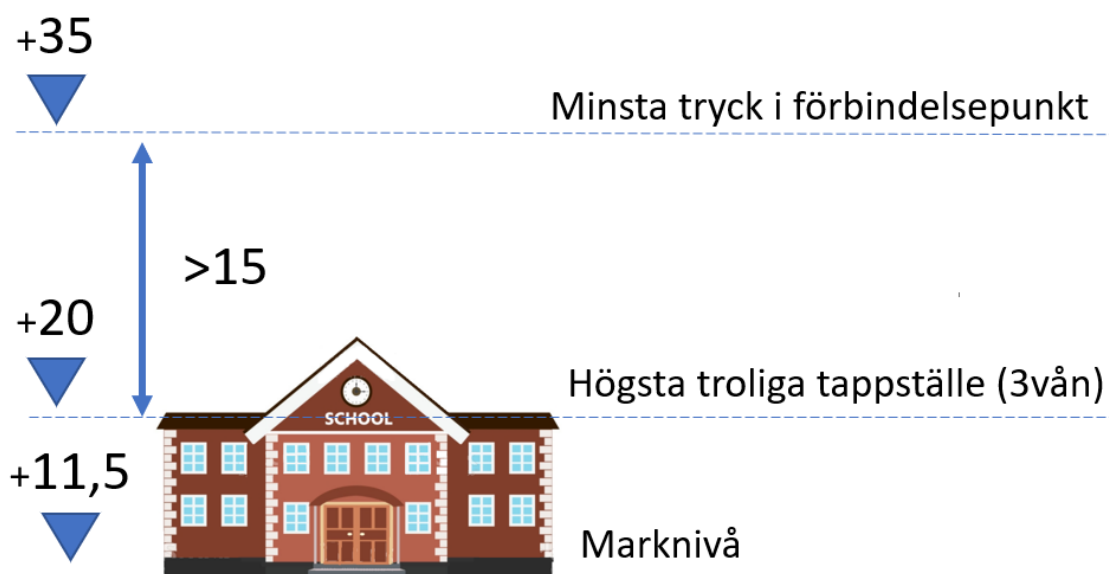 +35
Minsta tryck i förbindelsepunkt
>15
+20
Högsta troliga tappställe (3vån)
SCHOOL
+11,5
Marknivå